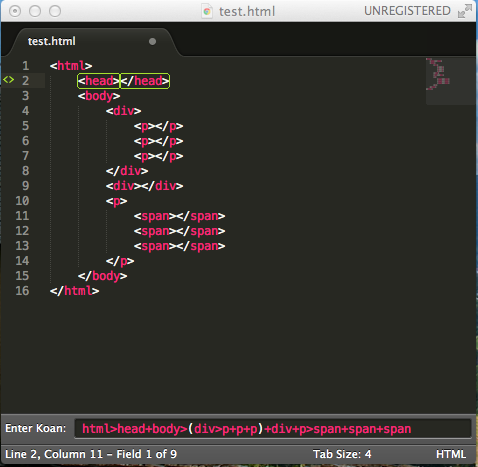 test.html
UNREGISTERED
test.html
1 <html>
2 <head></head>
3 <body>
4 <div>
5 <p></p>
6 <p></p>
7 <p></p>
8 </div>
9 <div></div>
10 <p>
11 <span></span>
12 <span></span>
13 <span></span>
14 </p>
15 </body>
16 </html>
Enter Koan: html>head+body>(div>p+p+p)+div+p>span+span+span
Line 2, Column 11 – Field 1 of 9 Tab Size: 4 HTML